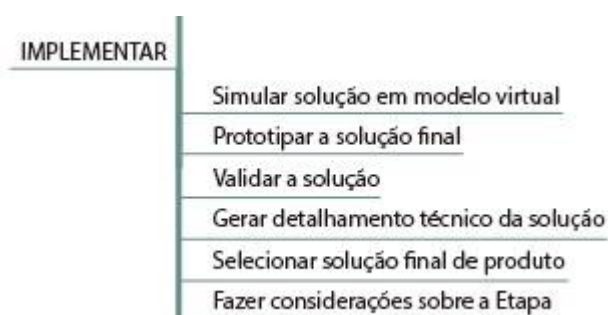 IMPLEMENTAR
Simular solução em modelo virtual
Prototipar a solução final
Validar a solução
Gerar detalhamento técnico da solução
Selecionar solução final de produto
Fazer considerações sobre a Etapa